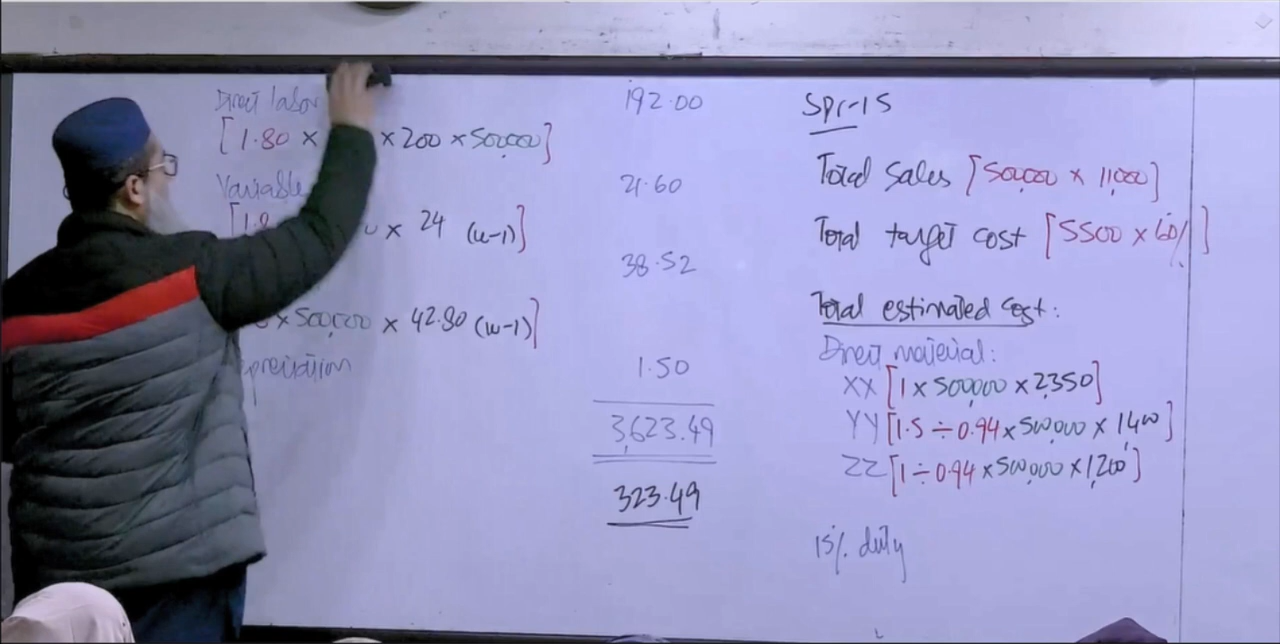 Direct labor 192.00
[1.80 × × 200 × 500,000]
Variable 21.60
× 24 (w-1)]
38.52
× 500,000 × 42.80 (w-1)]
preciation 1.50
3,623.49
323.49
Spr-15
Total Sales [500,000 × 11,000]
Total target cost [5500 × 60%]
Total estimated cost:
Direct material:
XX [1 × 500,000 × 2,350]
YY [1.5 ÷ 0.94 × 500,000 × 1,400]
ZZ [1 ÷ 0.94 × 500,000 × 1,200]
15% duty